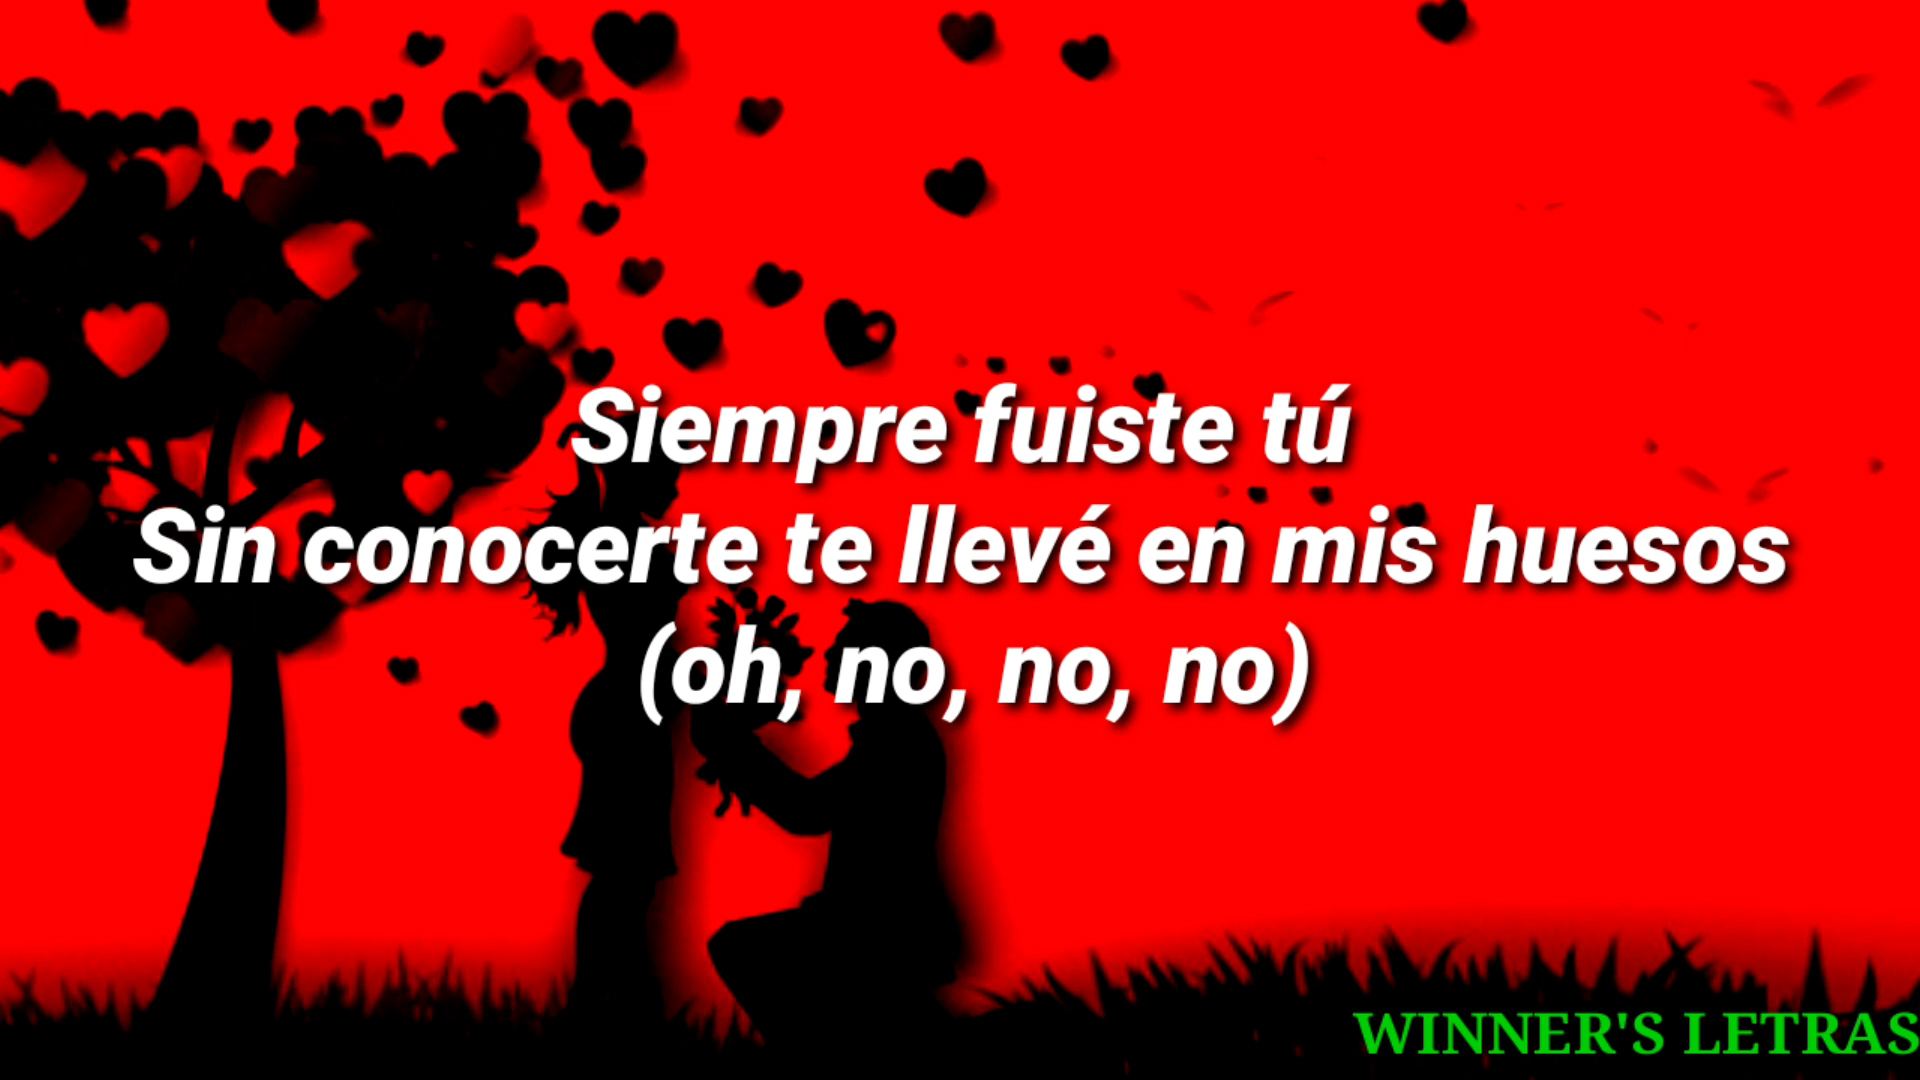 Siempre fuiste tú
Sin conocerte te llevé en mis huesos
(oh, no, no, no)
WINNER'S LETRAS